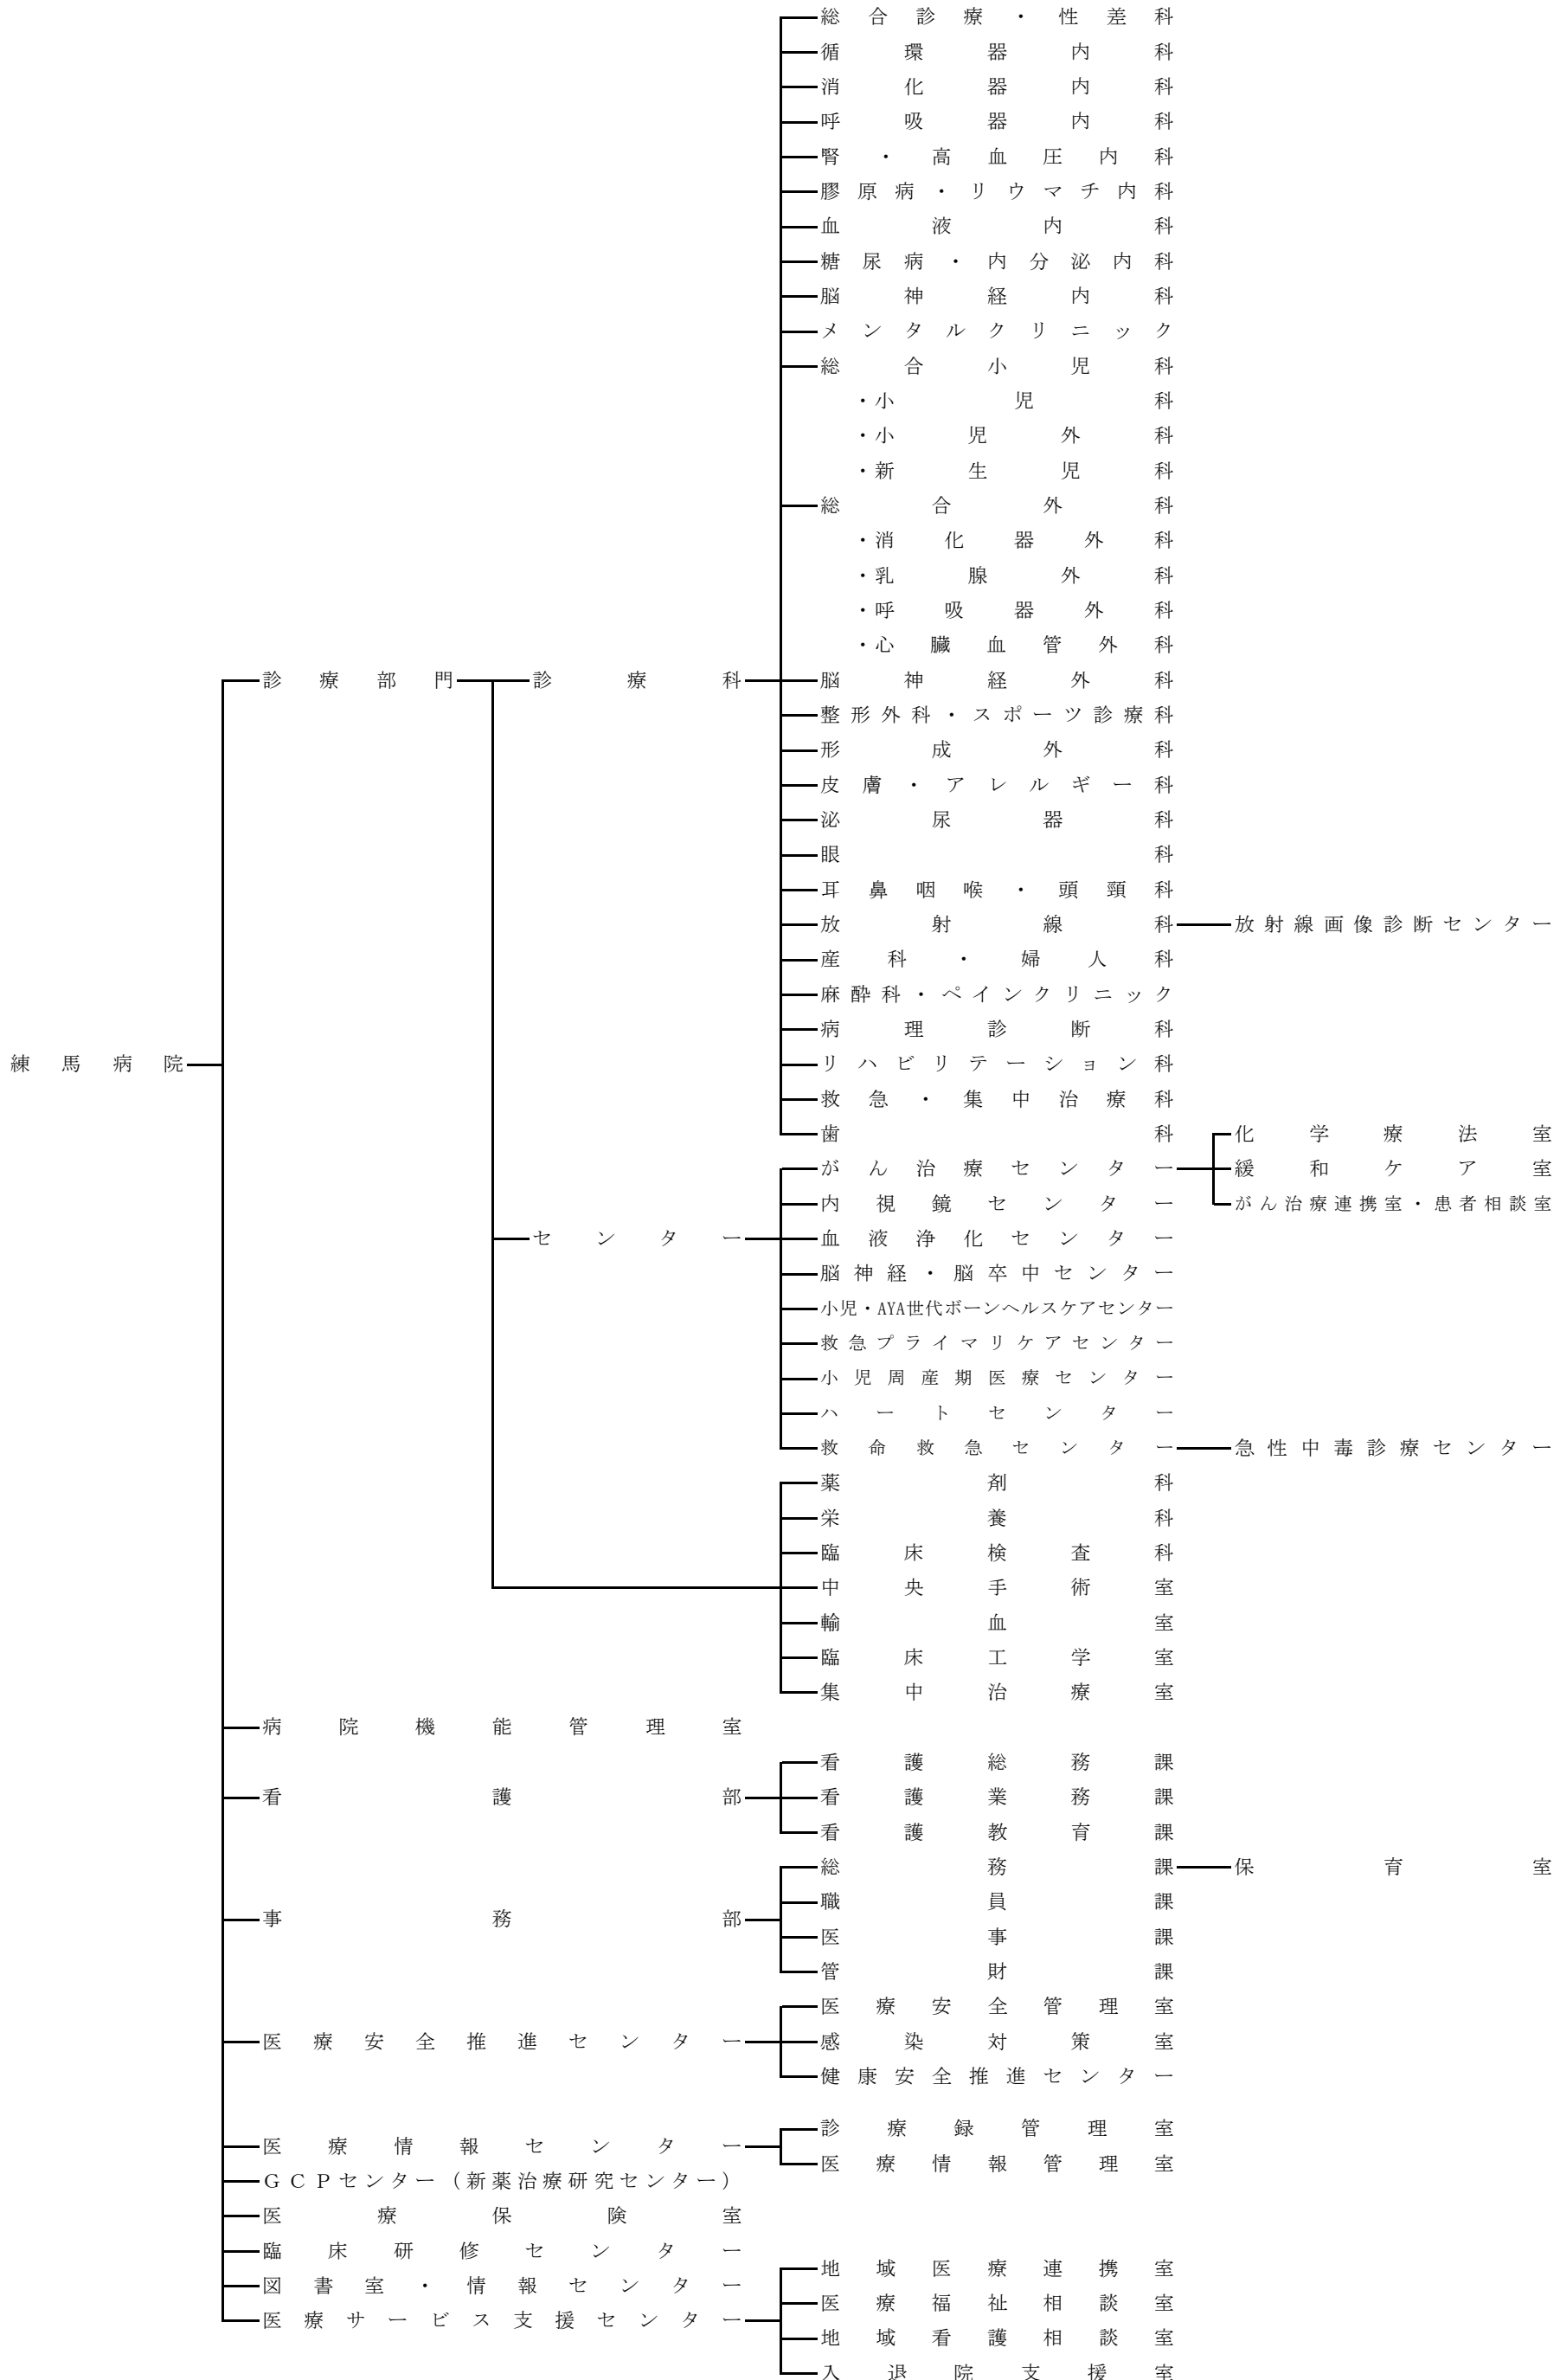 総合診療・性差科
循環器内科
消化器内科
呼吸器内科
腎・高血圧内科
膠原病・リウマチ内科
血液内科
糖尿病・内分泌内科
脳神経内科
メンタルクリニック
総合小児科
・小児科
・小児外科
・新生児科
総合外科
・消化器外科
・乳腺外科
・呼吸器外科
・心臓血管外科
診療部門 診療科 脳神経外科
整形外科・スポーツ診療科
形成外科
皮膚・アレルギー科
泌尿器科
眼科
耳鼻咽喉・頭頸科
放射線科 放射線画像診断センター
産科・婦人科
麻酔科・ペインクリニック
病理診断科
練馬病院 リハビリテーション科
救急・集中治療科
歯科 化学療法室
がん治療センター 緩和ケア室
内視鏡センター がん治療連携室・患者相談室
センター 血液浄化センター
脳神経・脳卒中センター
小児・AYA世代ボーンヘルスケアセンター
救急プライマリケアセンター
小児周産期医療センター
ハートセンター
救命救急センター 急性中毒診療センター
薬剤科
栄養科
臨床検査科
中央手術室
輸血室
臨床工学室
集中治療室
病院機能管理室
看護総務課
看護部 看護業務課
看護教育課
総務課 保育室
職員課
事務部
医事課
管財課
医療安全管理室
医療安全推進センター 感染対策室
健康安全推進センター
診療録管理室
医療情報センター
医療情報管理室
ＧＣＰセンター（新薬治療研究センター）
医療保険室
臨床研修センター
地域医療連携室
図書室・情報センター
医療福祉相談室
医療サービス支援センター
地域看護相談室
入退院支援室